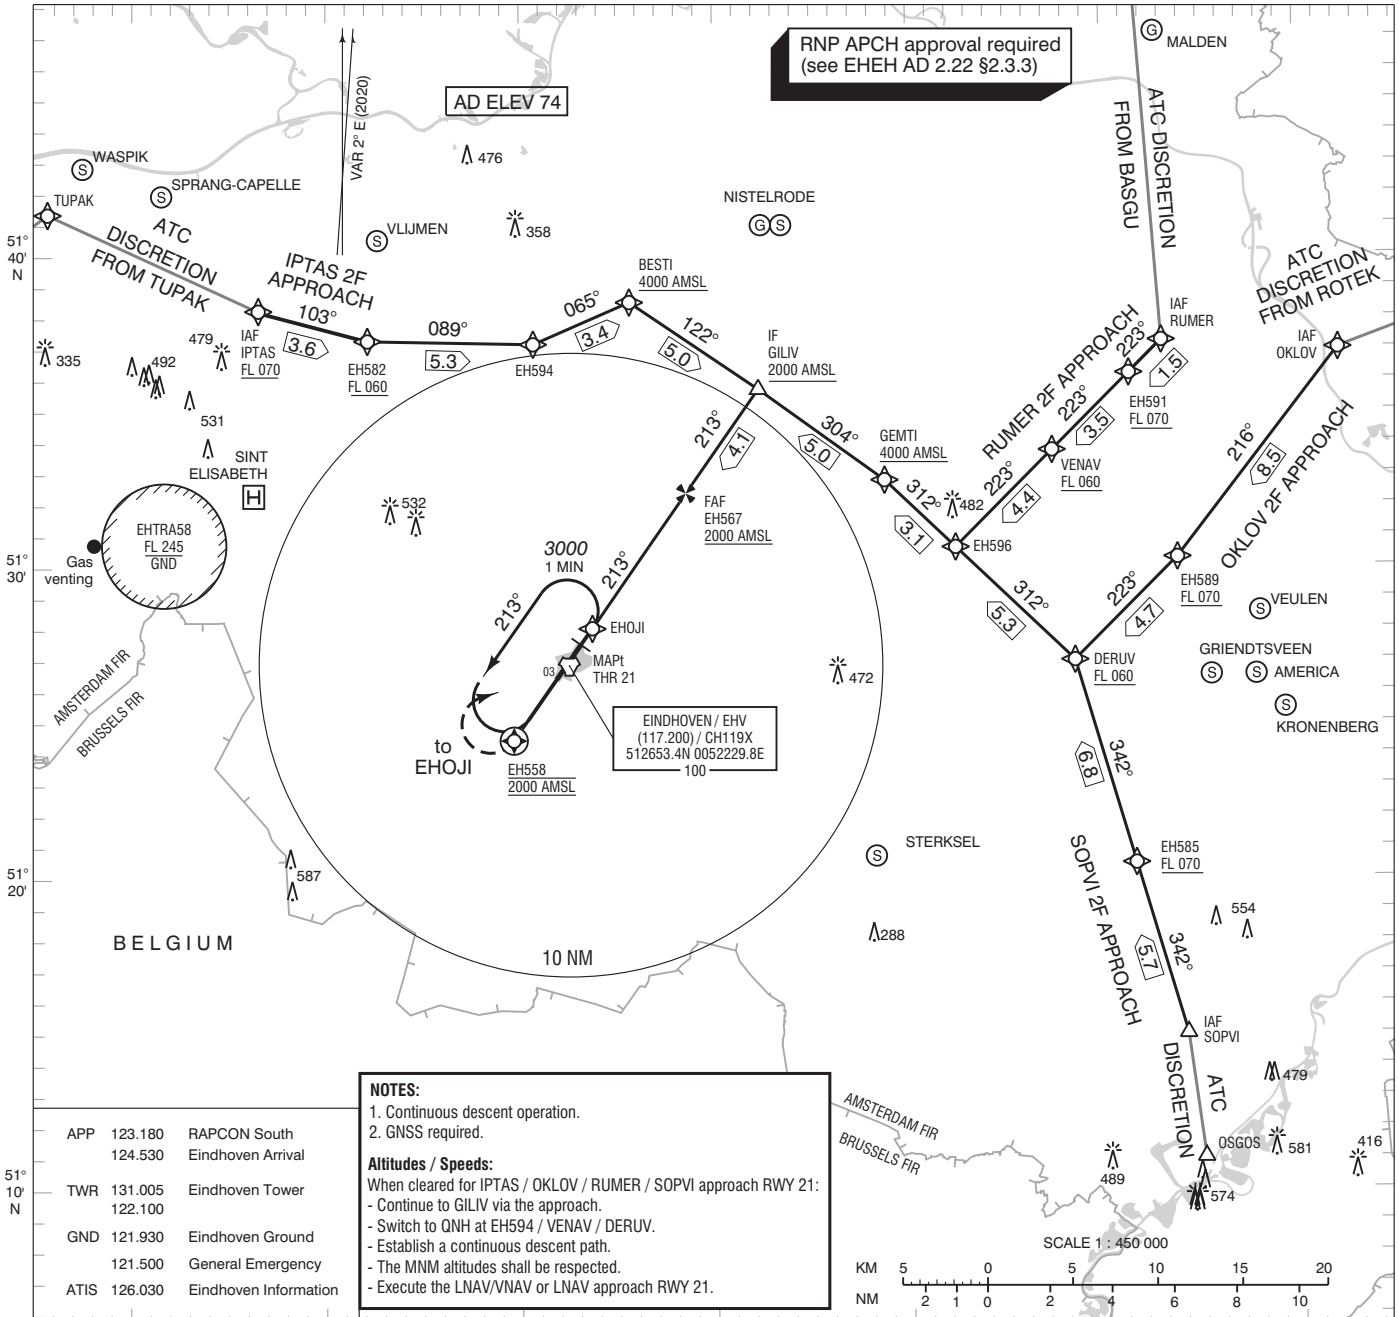 RNP APCH approval required
(see EHEH AD 2.22 §2.3.3)
G
MALDEN
AD ELEV 74
VAR 2° E (2020)
476
S
WASPIK
S
SPRANG-CAPELLE
TUPAK
S
VLIJMEN
358
NISTELRODE
G
S
ATC DISCRETION
FROM BASGU
ATC
DISCRETION
FROM TUPAK
IPTAS 2F
APPROACH
ATC
DISCRETION
FROM ROTEK
51°
40'
N
BESTI
4000 AMSL
103°
3.6
089°
5.3
065°
3.4
122°
5.0
335
492
479
IAF
IPTAS
FL 070
EH582
FL 060
EH594
IF
GILIV
2000 AMSL
IAF
RUMER
IAF
OKLOV
RUMER 2F APPROACH
223°
1.5
EH591
FL 070
223°
3.5
VENAV
FL 060
223°
4.4
531
SINT
ELISABETH
H
213°
4.1
304°
5.0
GEMTI
4000 AMSL
216°
8.5
OKLOV 2F APPROACH
312°
3.1
482
EH596
532
FAF
EH567
2000 AMSL
EHTRA58
FL 245
GND
Gas
venting
51°
30'
3000
1 MIN
213°
213°
EHOJI
312°
5.3
223°
4.7
EH589
FL 070
S
VEULEN
GRIENDTSVEEN
S
S
AMERICA
S
KRONENBERG
03
MAPt
THR 21
472
DERUV
FL 060
AMSTERDAM FIR
BRUSSELS FIR
EINDHOVEN / EHV
(117.200) / CH119X
512653.4N 0052229.8E
100
to
EHOJI
EH558
2000 AMSL
342°
6.8
STERKSEL
S
EH585
FL 070
587
51°
20'
SOPVI 2F APPROACH
554
288
342°
5.7
BELGIUM
10 NM
IAF
SOPVI
ATC
DISCRETION
479
OSGOS
581
416
489
574
AMSTERDAM FIR
BRUSSELS FIR
51°
10'
N
APP 123.180 RAPCON South
124.530 Eindhoven Arrival
TWR 131.005 Eindhoven Tower
122.100
GND 121.930 Eindhoven Ground
121.500 General Emergency
ATIS 126.030 Eindhoven Information
NOTES:
1. Continuous descent operation.
2. GNSS required.
Altitudes / Speeds:
When cleared for IPTAS / OKLOV / RUMER / SOPVI approach RWY 21:
- Continue to GILIV via the approach.
- Switch to QNH at EH594 / VENAV / DERUV.
- Establish a continuous descent path.
- The MNM altitudes shall be respected.
- Execute the LNAV/VNAV or LNAV approach RWY 21.
SCALE 1 : 450 000
KM 5 0 5 10 15 20
NM 2 1 0 2 4 6 8 10